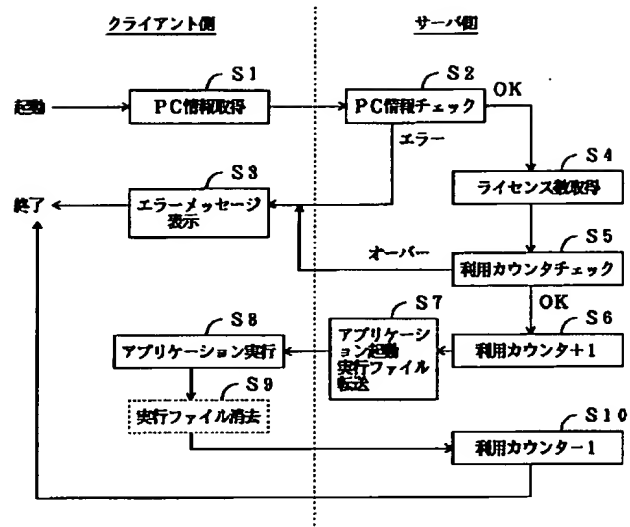 クライアント側
サーバ側
S1
S2
起動
PC情報取得
PC情報チェック
OK
エラー
S3
S4
終了
エラーメッセージ
表示
ライセンス数取得
S5
オーバー
利用カウンタチェック
S7
OK
S8
S6
アプリケーション実行
アプリケーシ
ョン起動
実行ファイル
転送
利用カウンタ+1
S9
実行ファイル消去
S10
利用カウンタ-1